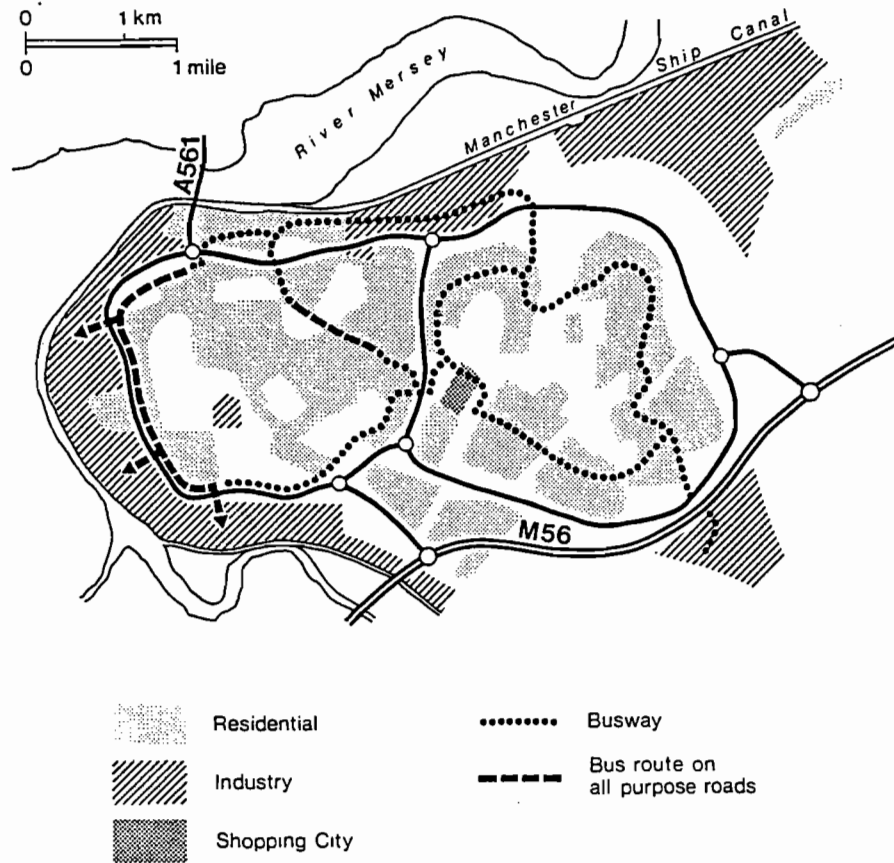 0 1 km
0 1 mile
River Mersey
Manchester Ship Canal
A561
M56
Residential
Industry
Shopping City
Busway
Bus route on
all purpose roads